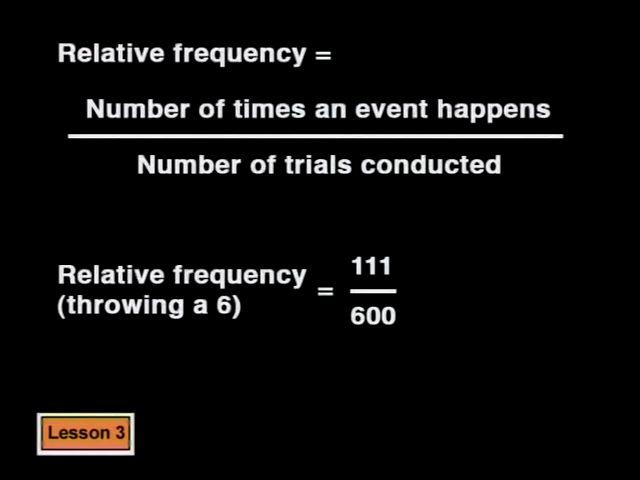 Relative frequency =
Number of times an event happens
Number of trials conducted
Relative frequency
(throwing a 6)
=
111
600
Lesson 3